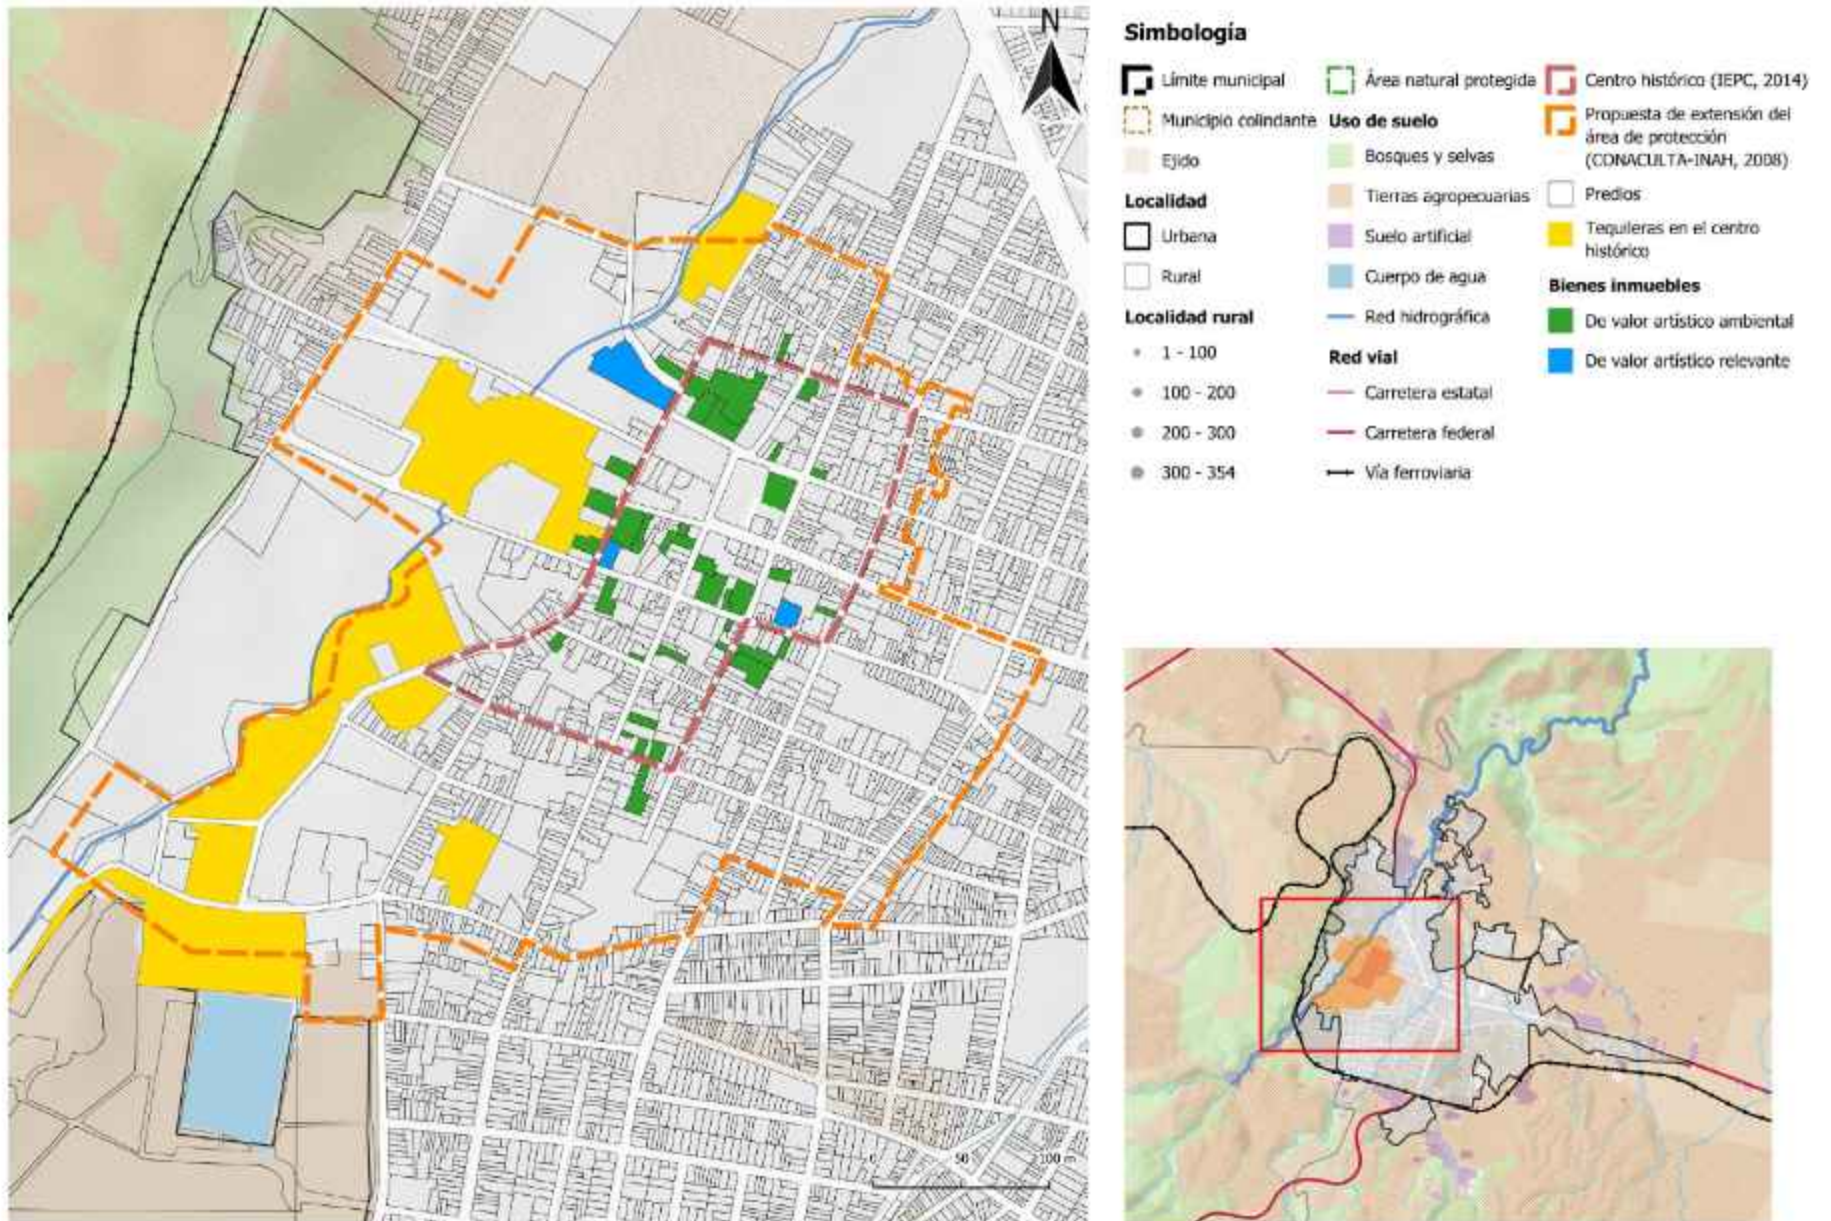 N
0 50 100 m
Simbología
Límite municipal
Municipio colindante
Ejido
Localidad
Urbana
Rural
Localidad rural
1 - 100
100 - 200
200 - 300
300 - 354
Área natural protegida
Uso de suelo
Bosques y selvas
Tierras agropecuarias
Suelo artificial
Cuerpo de agua
Red hidrográfica
Red vial
Carretera estatal
Carretera federal
Vía ferroviaria
Centro histórico (IEPC, 2014)
Propuesta de extensión del
área de protección
(CONACULTA-INAH, 2008)
Predios
Tequileras en el centro
histórico
Bienes inmuebles
De valor artístico ambiental
De valor artístico relevante